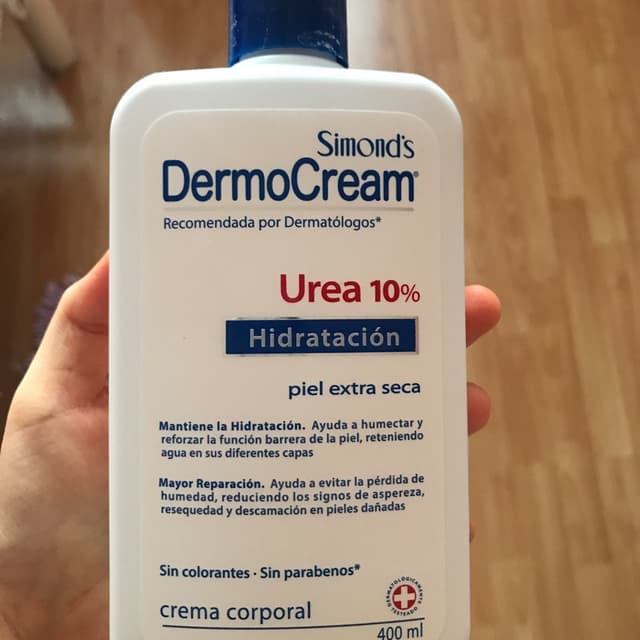 Simond's
DermoCream®
Recomendada por Dermatólogos*
Urea 10%
Hidratación
piel extra seca
Mantiene la Hidratación. Ayuda a humectar y
reforzar la función barrera de la piel, reteniendo
agua en sus diferentes capas
Mayor Reparación. Ayuda a evitar la pérdida de
humedad, reduciendo los signos de aspereza,
resequedad y descamación en pieles dañadas
Sin colorantes · Sin parabenos*
DERMATOLOGICAMENTE
TESTEADO
crema corporal
400 ml